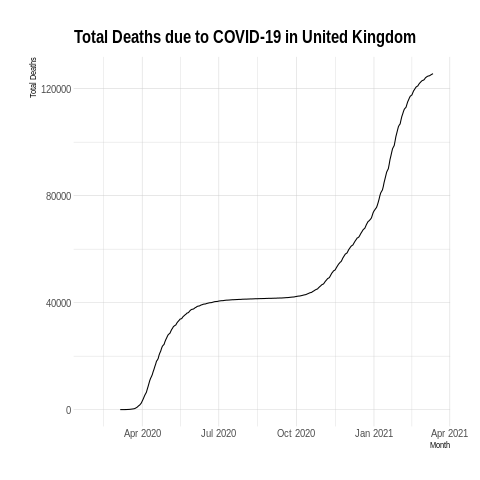 Total Deaths due to COVID-19 in United Kingdom
Total Deaths
120000
80000
40000
0
Apr 2020 Jul 2020 Oct 2020 Jan 2021 Apr 2021
Month